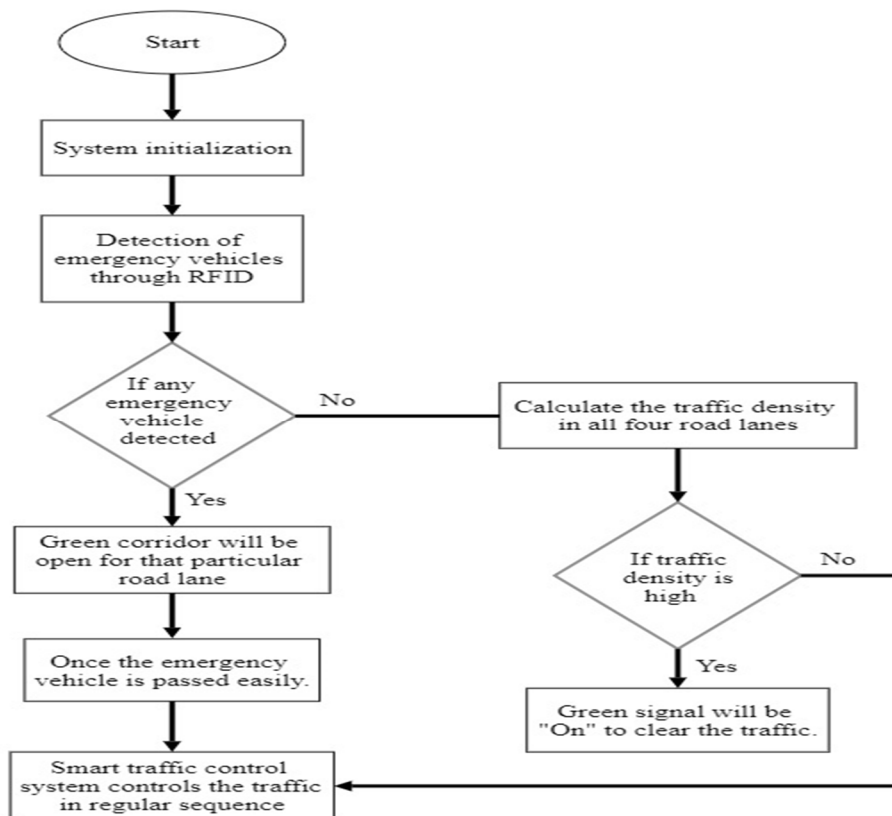 Start
System initialization
Detection of
emergency vehicles
through RFID
If any
emergency
vehicle
detected
No
Yes
Calculate the traffic density
in all four road lanes
Green corridor will be
open for that particular
road lane
If traffic
density is
high
No
Yes
Once the emergency
vehicle is passed easily.
Green signal will be
"On" to clear the traffic.
Smart traffic control
system controls the traffic
in regular sequence